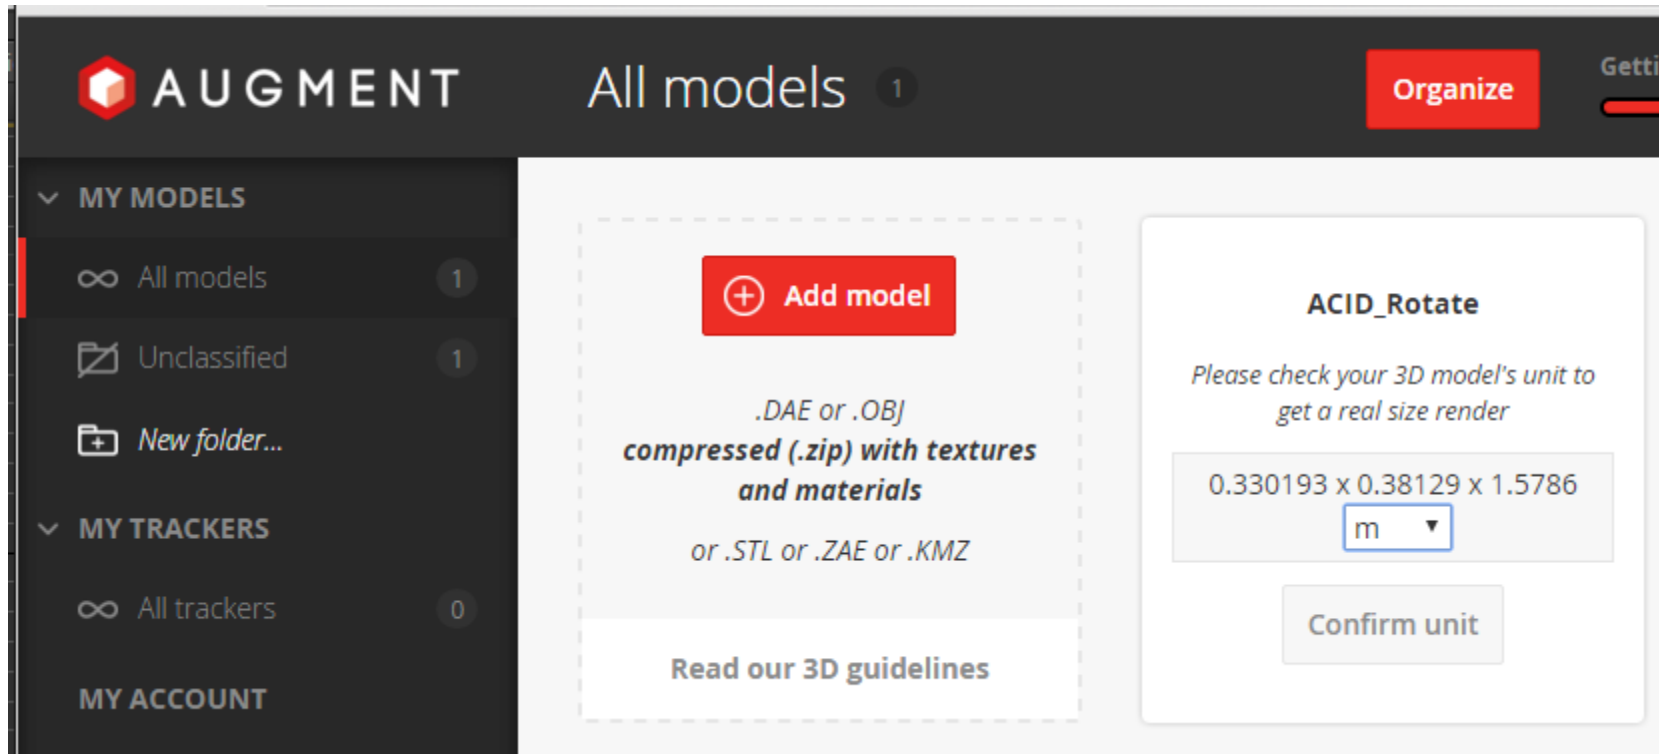 AUGMENT
All models 1
Organize
MY MODELS
All models 1
Unclassified 1
New folder...
MY TRACKERS
All trackers 0
MY ACCOUNT
Add model
.DAE or .OBJ
compressed (.zip) with textures
and materials
or .STL or .ZAE or .KMZ
Read our 3D guidelines
ACID_Rotate
Please check your 3D model's unit to
get a real size render
0.330193 x 0.38129 x 1.5786
m
Confirm unit